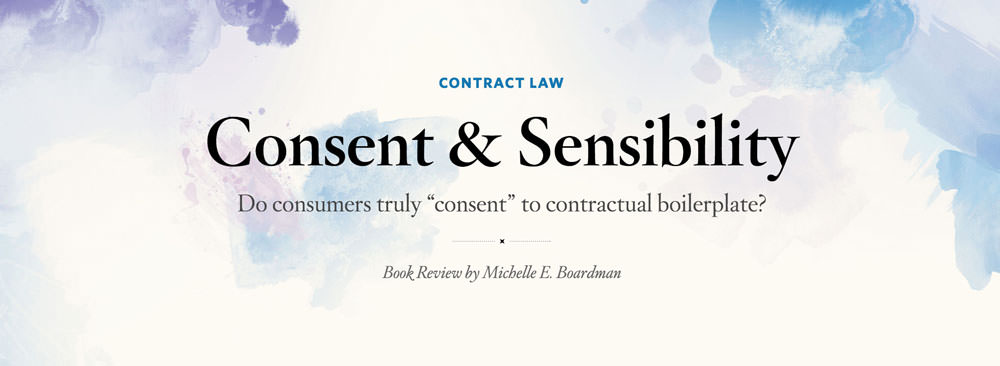 CONTRACT LAW
Consent & Sensibility
Do consumers truly “consent” to contractual boilerplate?
Book Review by Michelle E. Boardman